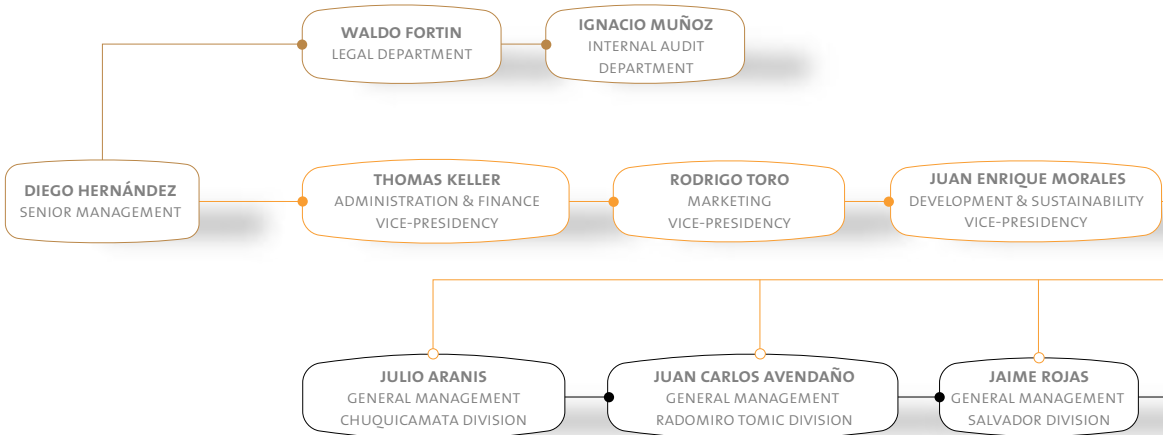 WALDO FORTIN
LEGAL DEPARTMENT
IGNACIO MUÑOZ
INTERNAL AUDIT
DEPARTMENT
DIEGO HERNÁNDEZ
SENIOR MANAGEMENT
THOMAS KELLER
ADMINISTRATION & FINANCE
VICE-PRESIDENCY
RODRIGO TORO
MARKETING
VICE-PRESIDENCY
JUAN ENRIQUE MORALES
DEVELOPMENT & SUSTAINABILITY
VICE-PRESIDENCY
JULIO ARANIS
GENERAL MANAGEMENT
CHUQUICAMATA DIVISION
JUAN CARLOS AVENDAÑO
GENERAL MANAGEMENT
RADOMIRO TOMIC DIVISION
JAIME ROJAS
GENERAL MANAGEMENT
SALVADOR DIVISION